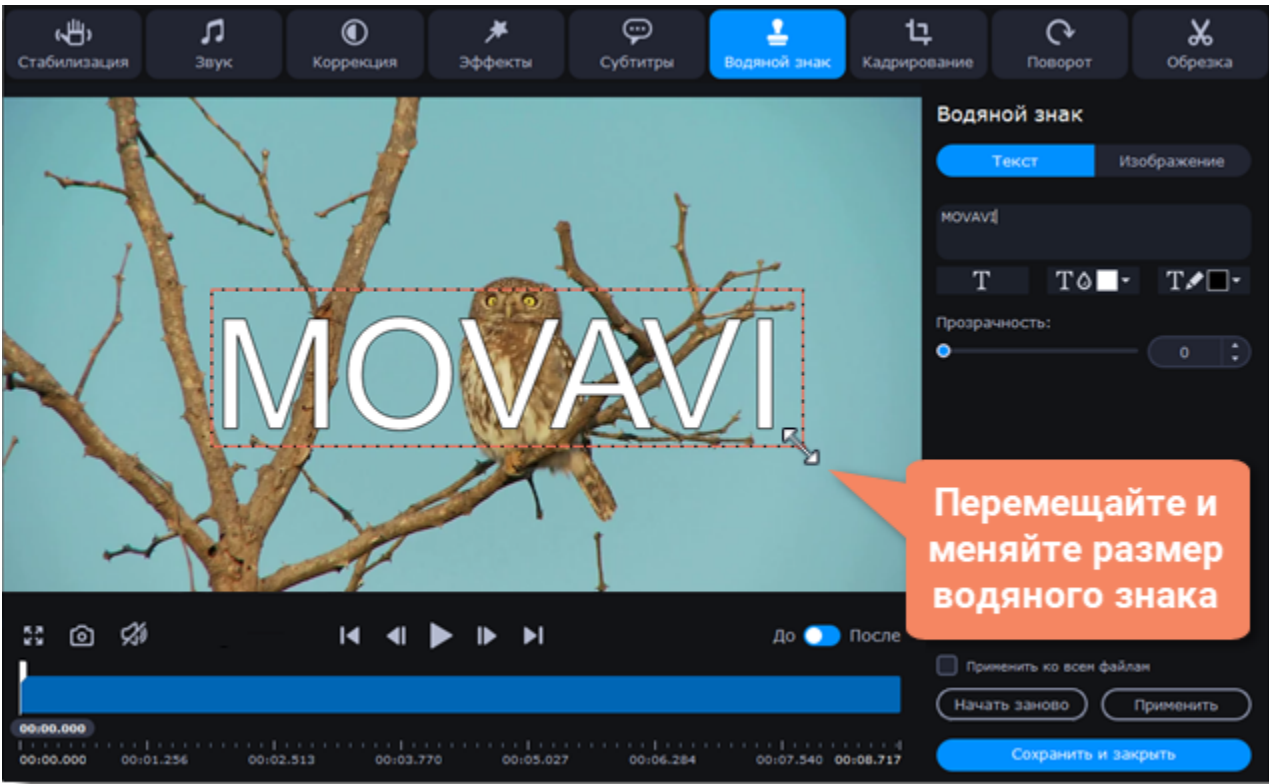 Стабилизация
Звук
Коррекция
Эффекты
Субтитры
Водяной знак
Кадрирование
Поворот
Обрезка
Водяной знак
Текст
Изображение
MOVAVI
T
T
T
Прозрачность:
0
MOVAVI
Перемещайте и
меняйте размер
водяного знака
До
После
Применить ко всем файлам
Начать заново
Применить
Сохранить и закрыть
00:00.000
00:00.000
00:01.256
00:02.513
00:03.770
00:05.027
00:06.284
00:07.540
00:08.717